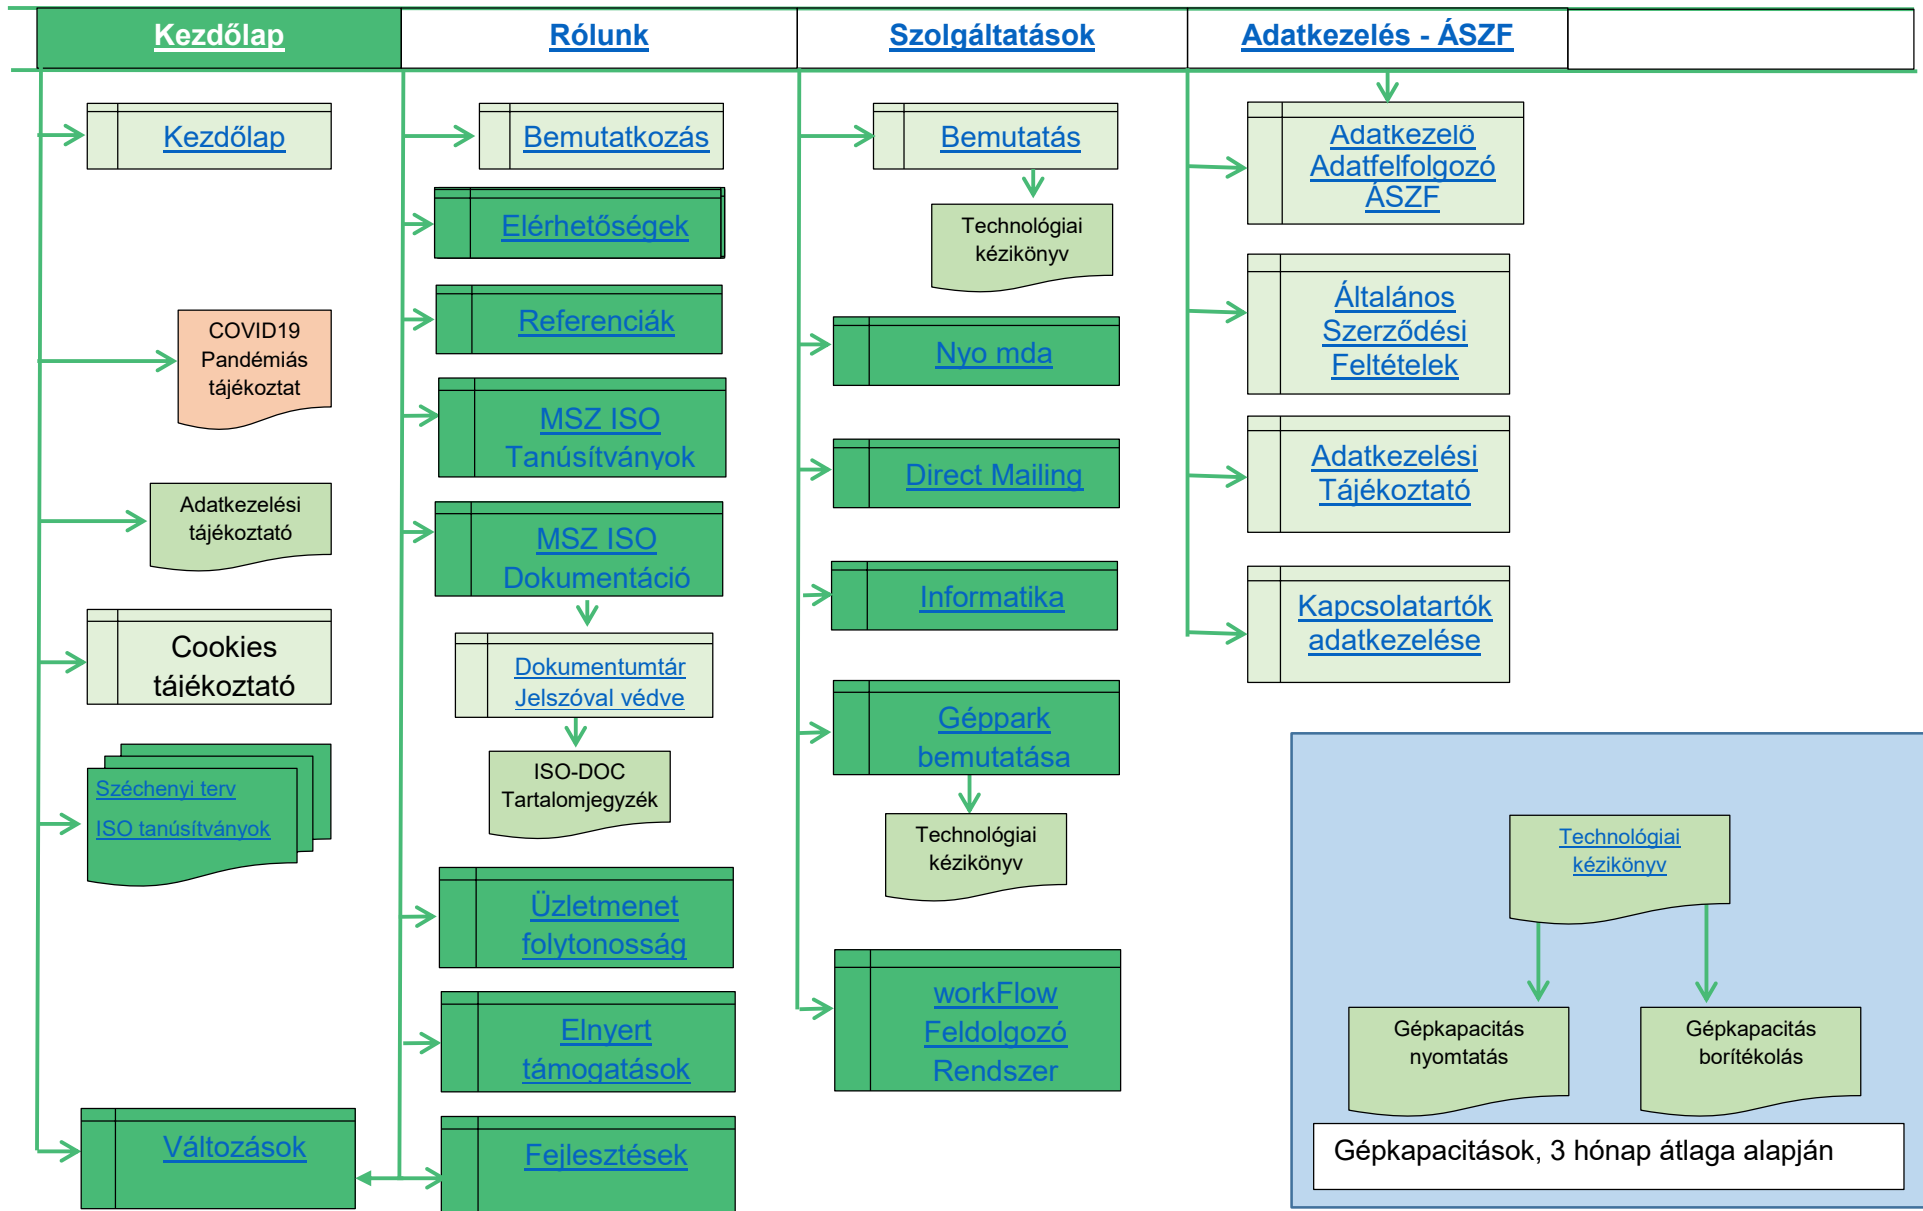 Kezdőlap
Rólunk
Szolgáltatások
Adatkezelés - ÁSZF
Kezdőlap
COVID19
Pandémiás
tájékoztat
Adatkezelési
tájékoztató
Cookies
tájékoztató
Széchenyi terv
ISO tanúsítványok
Változások
Bemutatkozás
Elérhetőségek
Referenciák
MSZ ISO
Tanúsítványok
MSZ ISO
Dokumentáció
Dokumentumtár
Jelszóval védve
ISO-DOC
Tartalomjegyzék
Üzletmenet
folytonosság
Elnyert
támogatások
Fejlesztések
Bemutatás
Technológiai
kézikönyv
Nyo mda
Direct Mailing
Informatika
Géppark
bemutatása
Technológiai
kézikönyv
workFlow
Feldolgozó
Rendszer
Adatkezelő
Adatfelfolgozó
ÁSZF
Általános
Szerződési
Feltételek
Adatkezelési
Tájékoztató
Kapcsolatartók
adatkezelése
Technológiai
kézikönyv
Gépkapacitás
nyomtatás
Gépkapacitás
borítékolás
Gépkapacitások, 3 hónap átlaga alapján